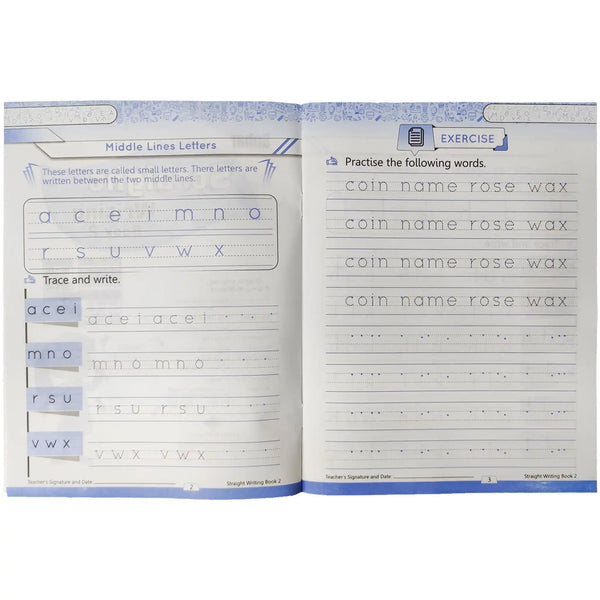 Middle Lines Letters
These letters are called small letters. There letters are
written between the two middle lines.
a c e i m n o
r s u v w x
Trace and write.
a c e i a c e i a c e i
m n o m n o m n o
r s u r s u r s u
v w x v w x v w x
Teacher's Signature and Date
2
Straight Writing Book 2
EXERCISE
Practise the following words.
coin name rose wax
coin name rose wax
coin name rose wax
coin name rose wax
Teacher's Signature and Date
3
Straight Writing Book 2